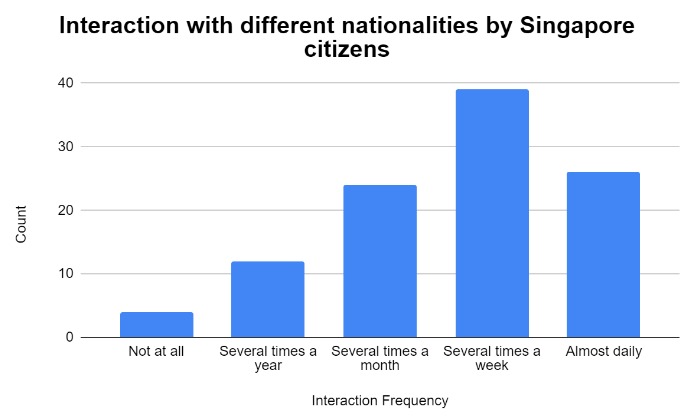 Interaction with different nationalities by Singapore
citizens
40
30
20
10
0
Count
Not at all
Several times a
year
Several times a
month
Several times a
week
Almost daily
Interaction Frequency